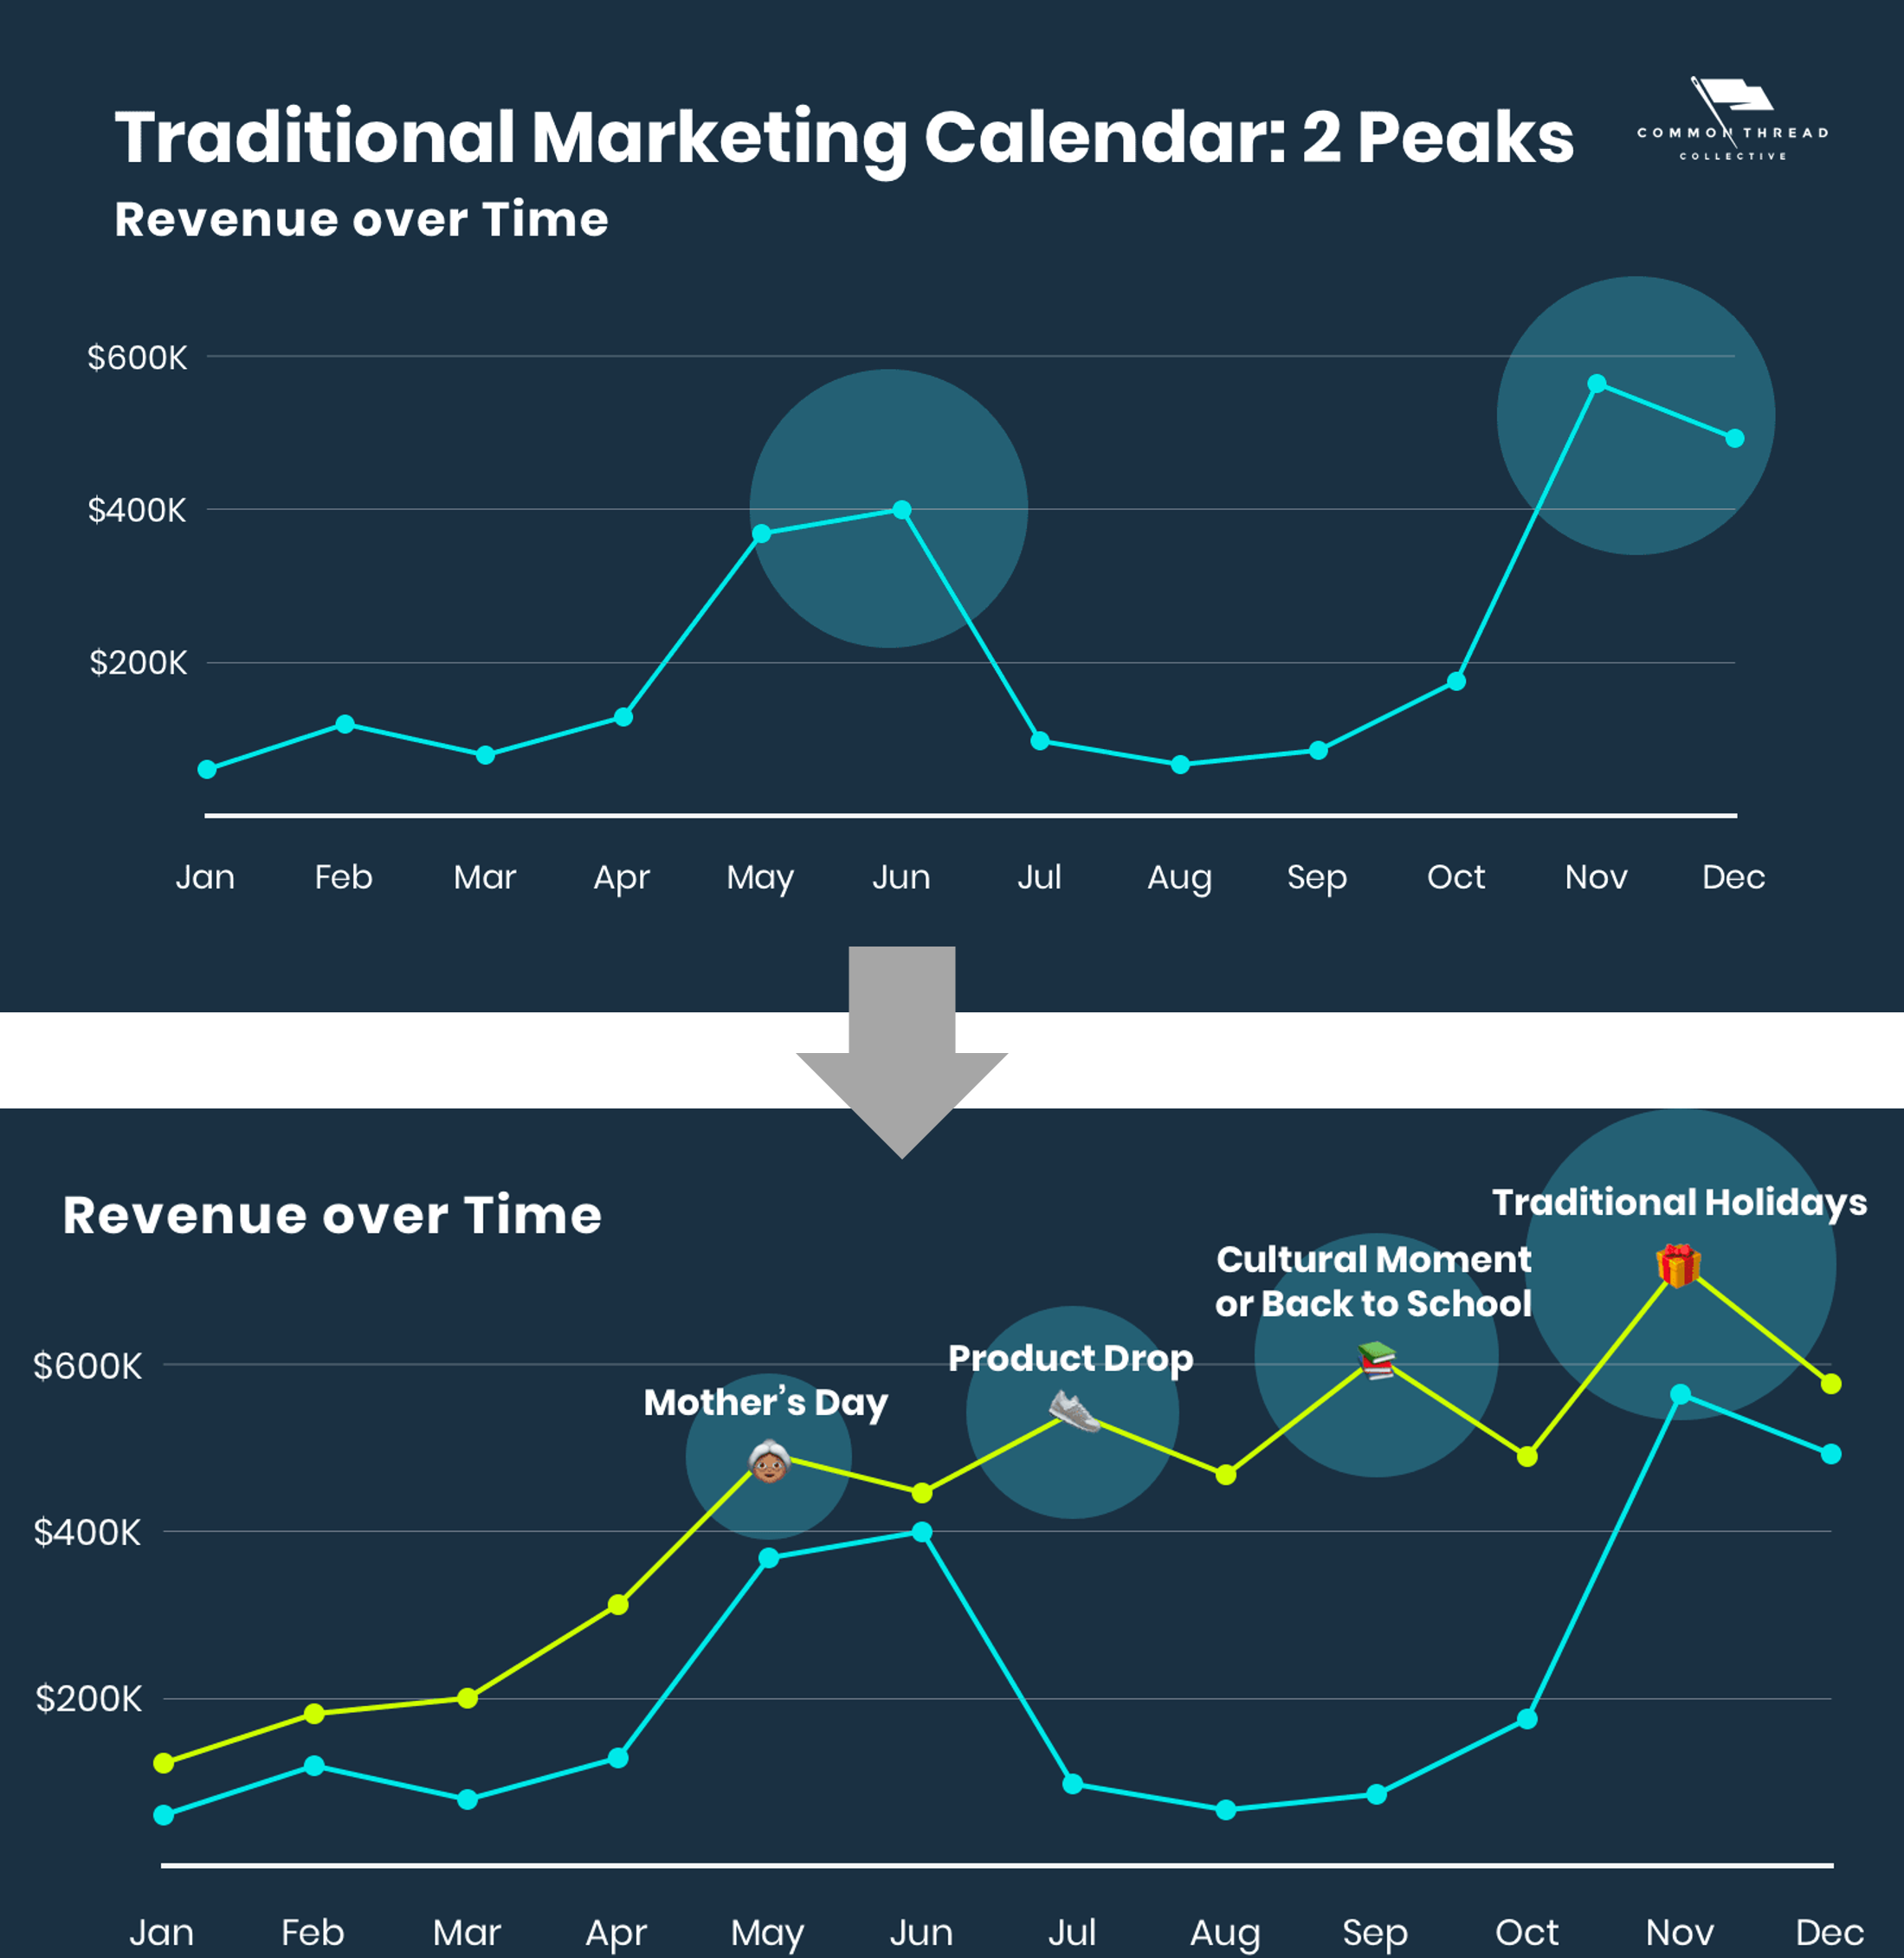 Traditional Marketing Calendar: 2 Peaks
COMMON THREAD
COLLECTIVE
Revenue over Time
$600K
$400K
$200K
Jan Feb Mar Apr May Jun Jul Aug Sep Oct Nov Dec
Revenue over Time
Traditional Holidays
Cultural Moment
or Back to School
Product Drop
Mother’s Day
$600K
$400K
$200K
Jan Feb Mar Apr May Jun Jul Aug Sep Oct Nov Dec